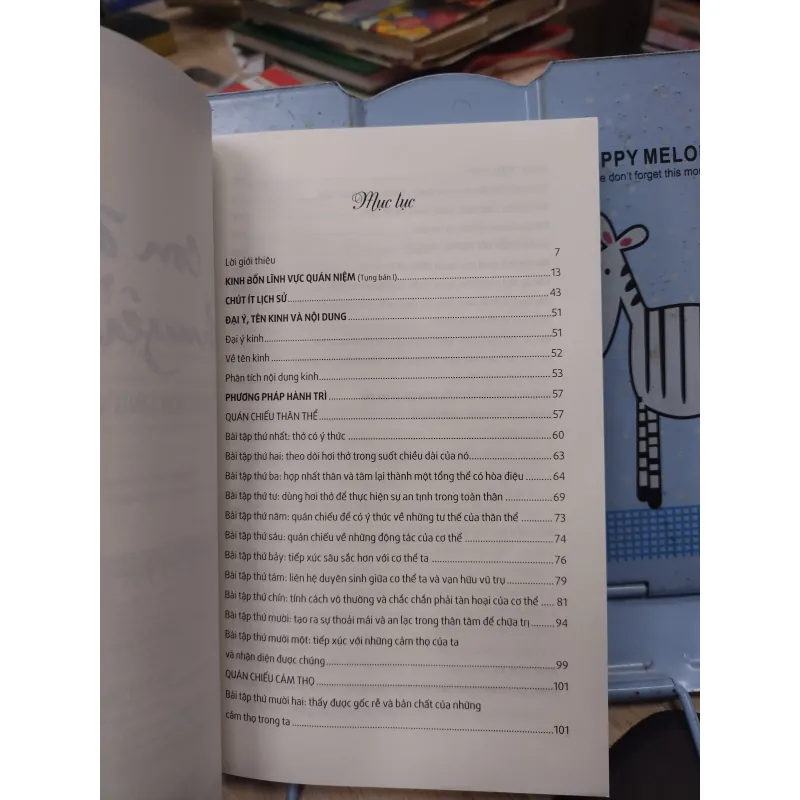 PPY MELO
e don't forget this mo
Mục lục
Lời giới thiệu 7
KINH BỐN LĨNH VỰC QUÁN NIỆM (Tụng bản I)..........13
CHÚT ÍT LỊCH SỬ..........43
ĐẠI Ý, TÊN KINH VÀ NỘI DUNG..........51
Đại ý kinh..........51
Về tên kinh..........52
Phân tích nội dung kinh..........53
PHƯƠNG PHÁP HÀNH TRÌ..........57
QUÁN CHIẾU THÂN THỂ..........57
Bài tập thứ nhất: thở có ý thức..........60
Bài tập thứ hai: theo dõi hơi thở trong suốt chiều dài của nó..........63
Bài tập thứ ba: hợp nhất thân và tâm lại thành một tổng thể có hòa điệu..........64
Bài tập thứ tư: dùng hơi thở để thực hiện sự an tịnh trong toàn thân..........69
Bài tập thứ năm: quán chiếu để có ý thức về những tư thế của thân thể..........73
Bài tập thứ sáu: quán chiếu về những động tác của cơ thể..........74
Bài tập thứ bảy: tiếp xúc sâu sắc hơn với cơ thể ta..........76
Bài tập thứ tám: liên hệ duyên sinh giữa cơ thể ta và vạn hữu vũ trụ..........79
Bài tập thứ chín: tính cách vô thường và chắc chắn phải tàn hoại của cơ thể.....81
Bài tập thứ mười: tạo ra sự thoải mái và an lạc trong thân tâm để chữa trị........94
Bài tập thứ mười một: tiếp xúc với những cảm thọ của ta
và nhận diện được chúng..........99
QUÁN CHIẾU CẢM THỌ..........101
Bài tập thứ mười hai: thấy được gốc rễ và bản chất của những
cảm thọ trong ta..........101